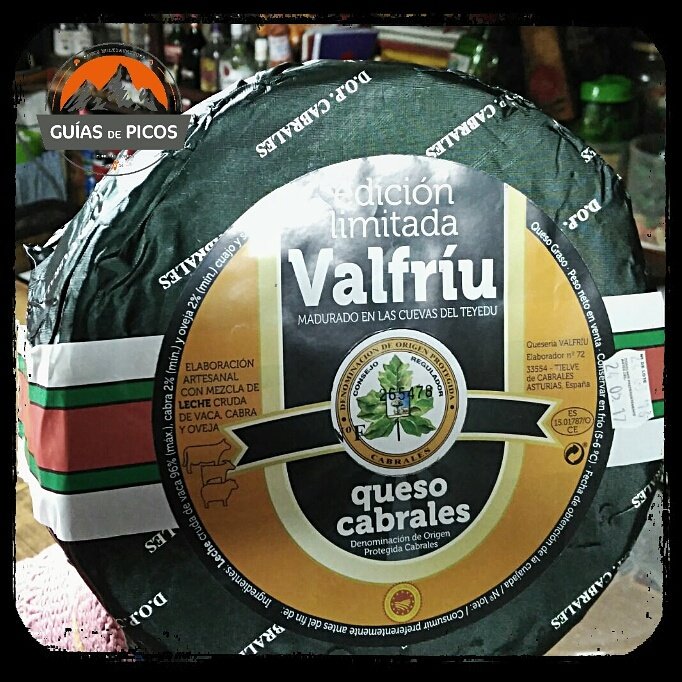 GUÍAS DE PICOS
D.O.P. CABRALES
D.O.P. CABRALES
D.O.P.
edición
limitada
Valfríu
MADURADO EN LAS CUEVAS DEL TEYEDU
ELABORACIÓN
ARTESANAL
CON MEZCLA DE
LECHE CRUDA
DE VACA, CABRA
Y OVEJA
DENOMINACION DE ORIGEN PROTEGIDA
CONSEJO REGULADOR
265478
CABRALES
Quesería VALFRÍU
Elaborador nº 72
33554 - TIELVE
de CABRALES
ASTURIAS, España
ES
15.01787/O
CE
queso
cabrales
Denominación de Origen
Protegida Cabrales
Ingredientes: Leche cruda de vaca 96% (máx.), cabra 2% (mín.) y oveja 2% (mín.) cuajo y
Queso Graso · Peso neto en venta · Conservar en frío (5-6 ºC) · Fecha de obtención de la cuajada / Nº lote: / Consumir preferentemente antes del fin de:
D.O.P. CABRALES
D.O.P. CABRALES